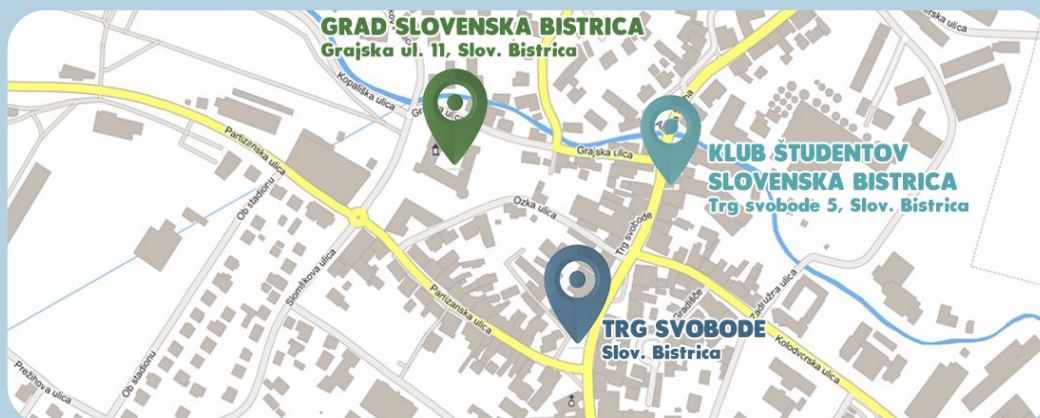 GRAD SLOVENSKA BISTRICA
Grajska ul. 11, Slov. Bistrica
Kopališka ulica
Grajska ulica
KLUB ŠTUDENTOV
SLOVENSKA BISTRICA
Trg svobode 5, Slov. Bistrica
Partizanska ulica
Ob stadionu
Ozka ulica
Trg svobode
Slomškova ulica
Partizanska ulica
Gradišče
Zadružna ulica
TRG SVOBODE
Slov. Bistrica
Kolodvorska ulica
Ob stadionu
Prežihova ulica